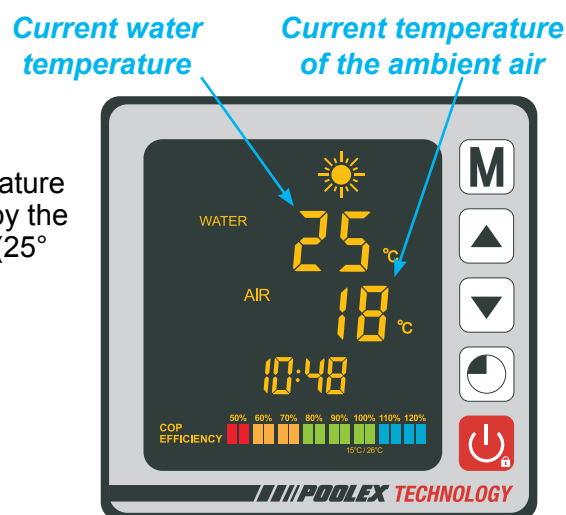 Current water
temperature
Current temperature
of the ambient air
ature
by the
(25°
M
WATER
25 °C
AIR
18 °C
10:48
50% 60% 70% 80% 90% 100% 110% 120%
COP
EFFICIENCY
15°C / 26°C
POOLEX TECHNOLOGY